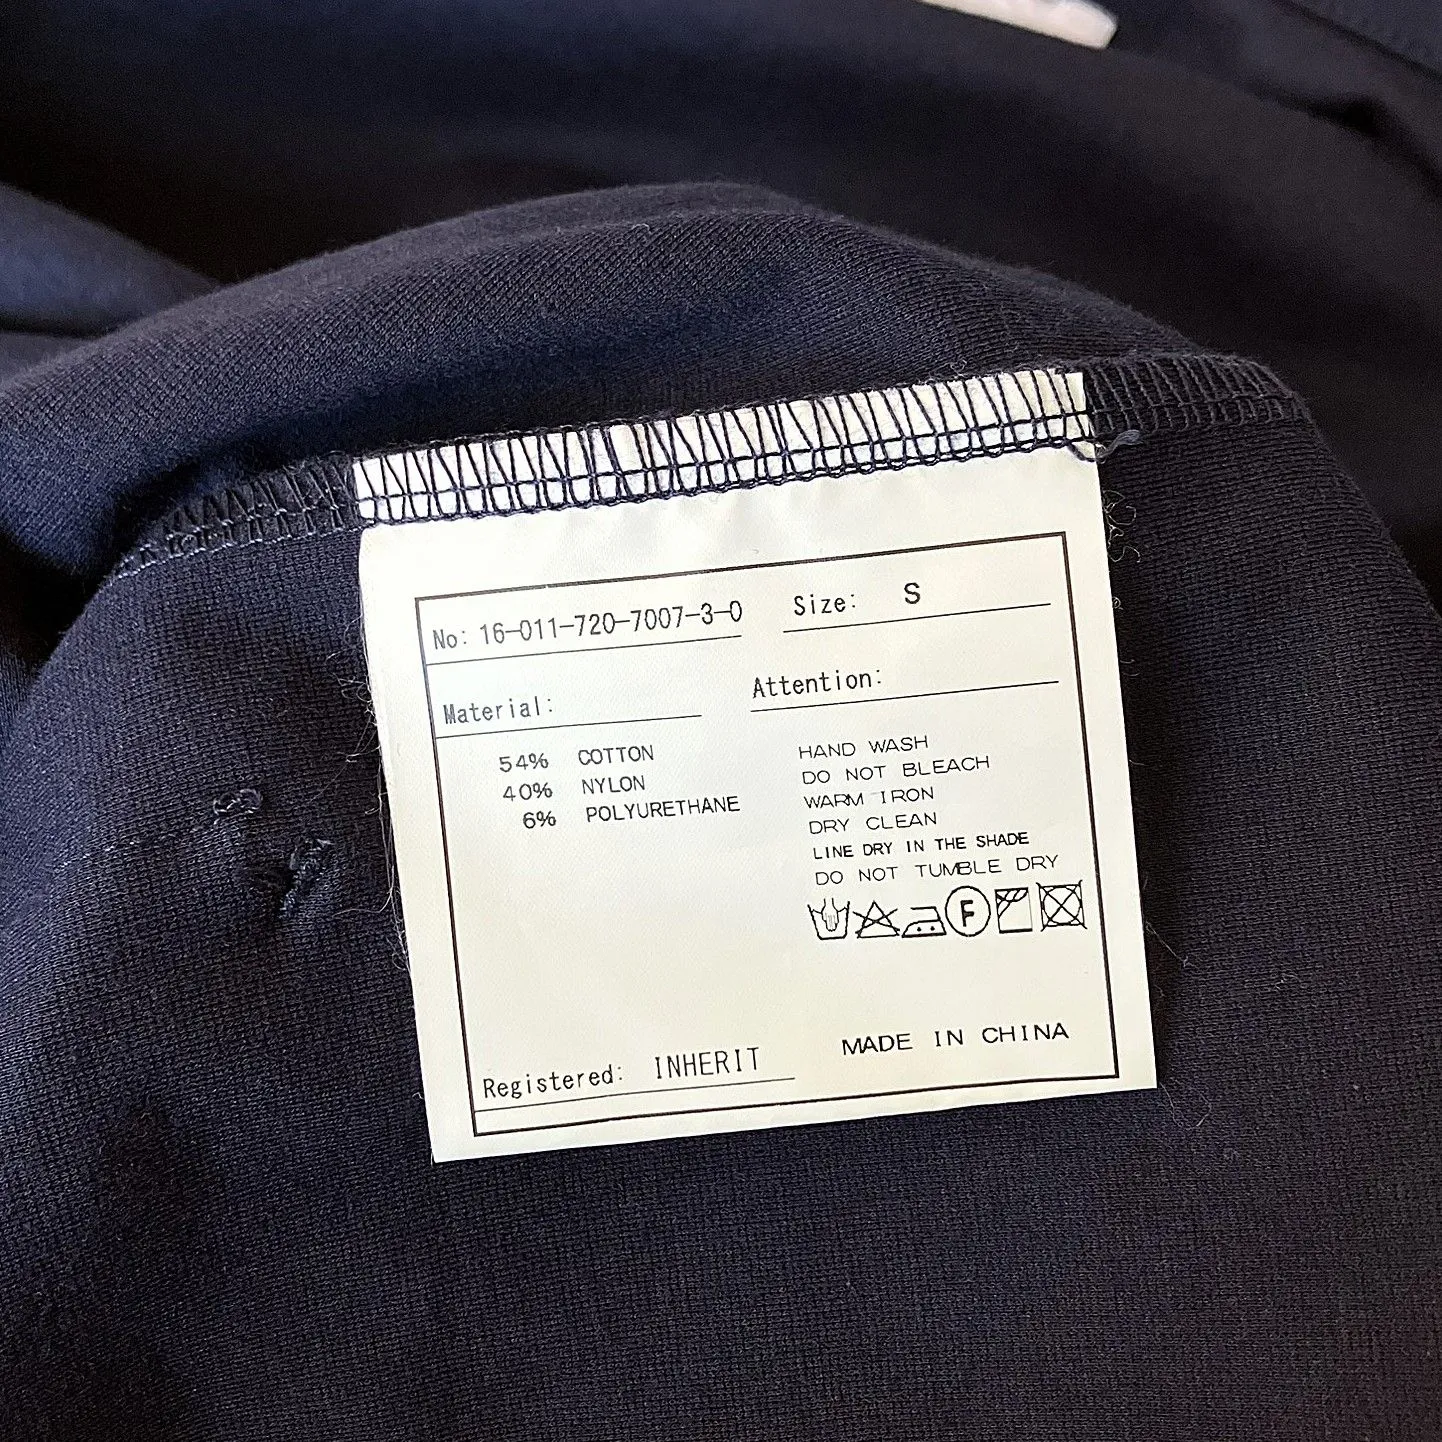 No: 16-011-720-7007-3-0 Size: S
Material:
54% COTTON
40% NYLON
6% POLYURETHANE
Attention:
HAND WASH
DO NOT BLEACH
WARM IRON
DRY CLEAN
LINE DRY IN THE SHADE
DO NOT TUMBLE DRY
F
Registered: INHERIT
MADE IN CHINA